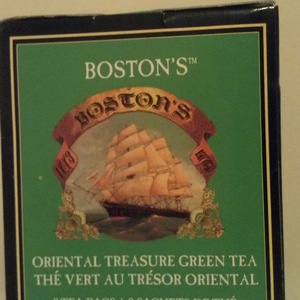 BOSTON'S™
BOSTON'S
ORIENTAL TREASURE GREEN TEA
THÉ VERT AU TRÉSOR ORIENTAL